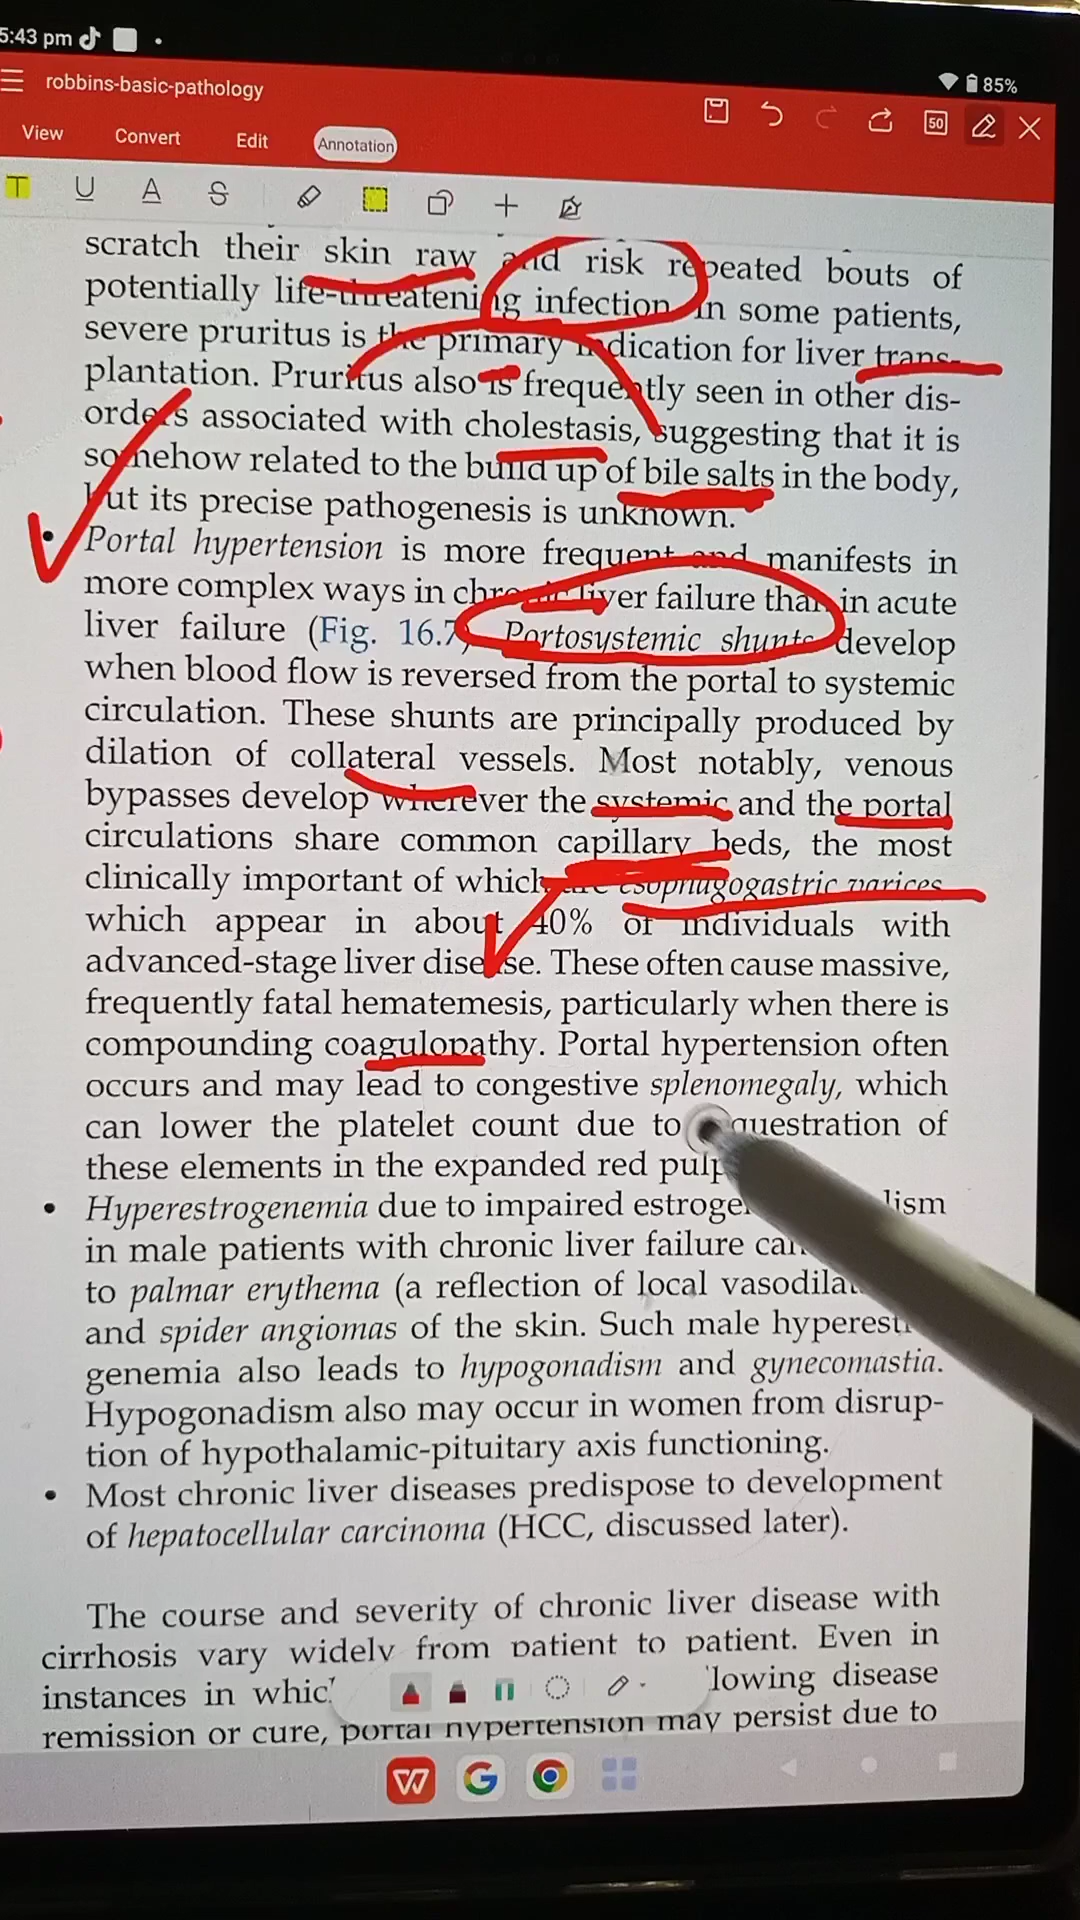 5:43 pm
85%
robbins-basic-pathology
50
View Convert Edit Annotation
T U A S
scratch their skin raw and risk repeated bouts of
potentially life-threatening infection. In some patients,
severe pruritus is the primary indication for liver trans-
plantation. Pruritus also is frequently seen in other dis-
orders associated with cholestasis, suggesting that it is
somehow related to the build up of bile salts in the body,
but its precise pathogenesis is unknown.
• Portal hypertension is more frequent and manifests in
more complex ways in chronic liver failure than in acute
liver failure (Fig. 16.7). Portosystemic shunts develop
when blood flow is reversed from the portal to systemic
circulation. These shunts are principally produced by
dilation of collateral vessels. Most notably, venous
bypasses develop wherever the systemic and the portal
circulations share common capillary beds, the most
clinically important of which are esophagogastric varices
which appear in about 40% of individuals with
advanced-stage liver disease. These often cause massive,
frequently fatal hematemesis, particularly when there is
compounding coagulopathy. Portal hypertension often
occurs and may lead to congestive splenomegaly, which
can lower the platelet count due to questration of
these elements in the expanded red pulp
• Hyperestrogenemia due to impaired estroge lism
in male patients with chronic liver failure can
to palmar erythema (a reflection of local vasodila
and spider angiomas of the skin. Such male hyperest
genemia also leads to hypogonadism and gynecomastia.
Hypogonadism also may occur in women from disrup-
tion of hypothalamic-pituitary axis functioning.
• Most chronic liver diseases predispose to development
of hepatocellular carcinoma (HCC, discussed later).
The course and severity of chronic liver disease with
cirrhosis vary widely from patient to patient. Even in
instances in which lowing disease
remission or cure, portal hypertension may persist due to